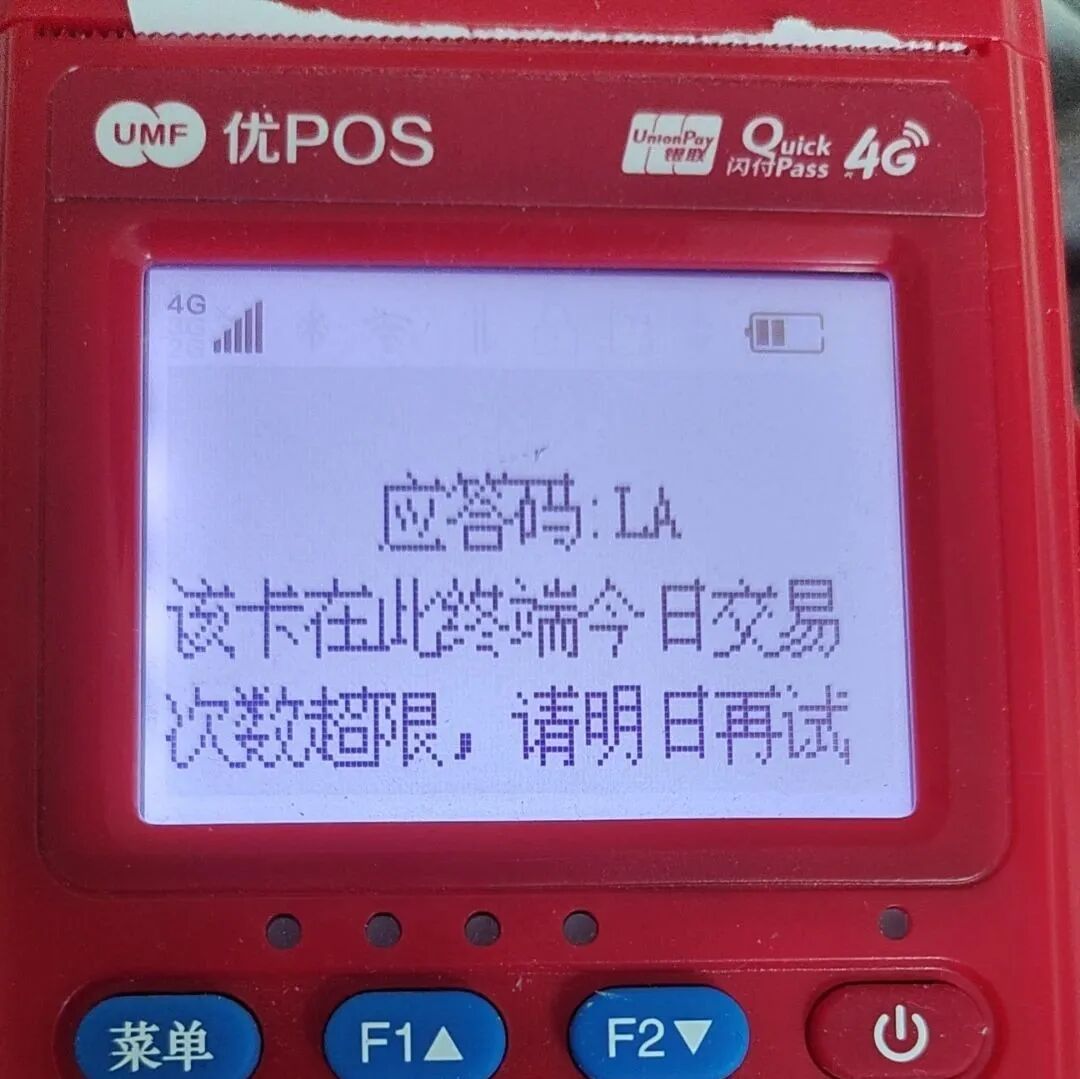 UMF 优POS
UnionPay 银联
Quick Pass 闪付
4G
4G
3G
2G
应答码:LA
该卡在此终端今日交易
次数超限，请明日再试
菜单
F1▲
F2▼